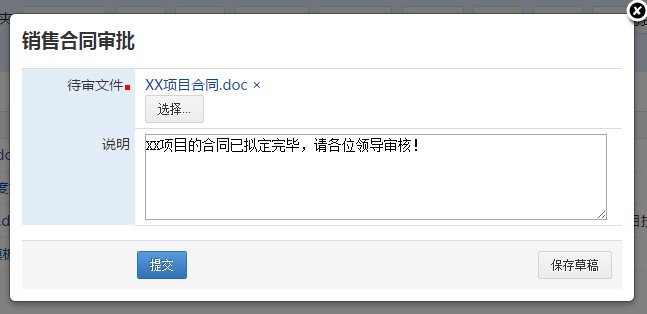 销售合同审批
待审文件
XX项目合同.doc ×
选择...
说明
XX项目的合同已拟定完毕，请各位领导审核！
提交
保存草稿